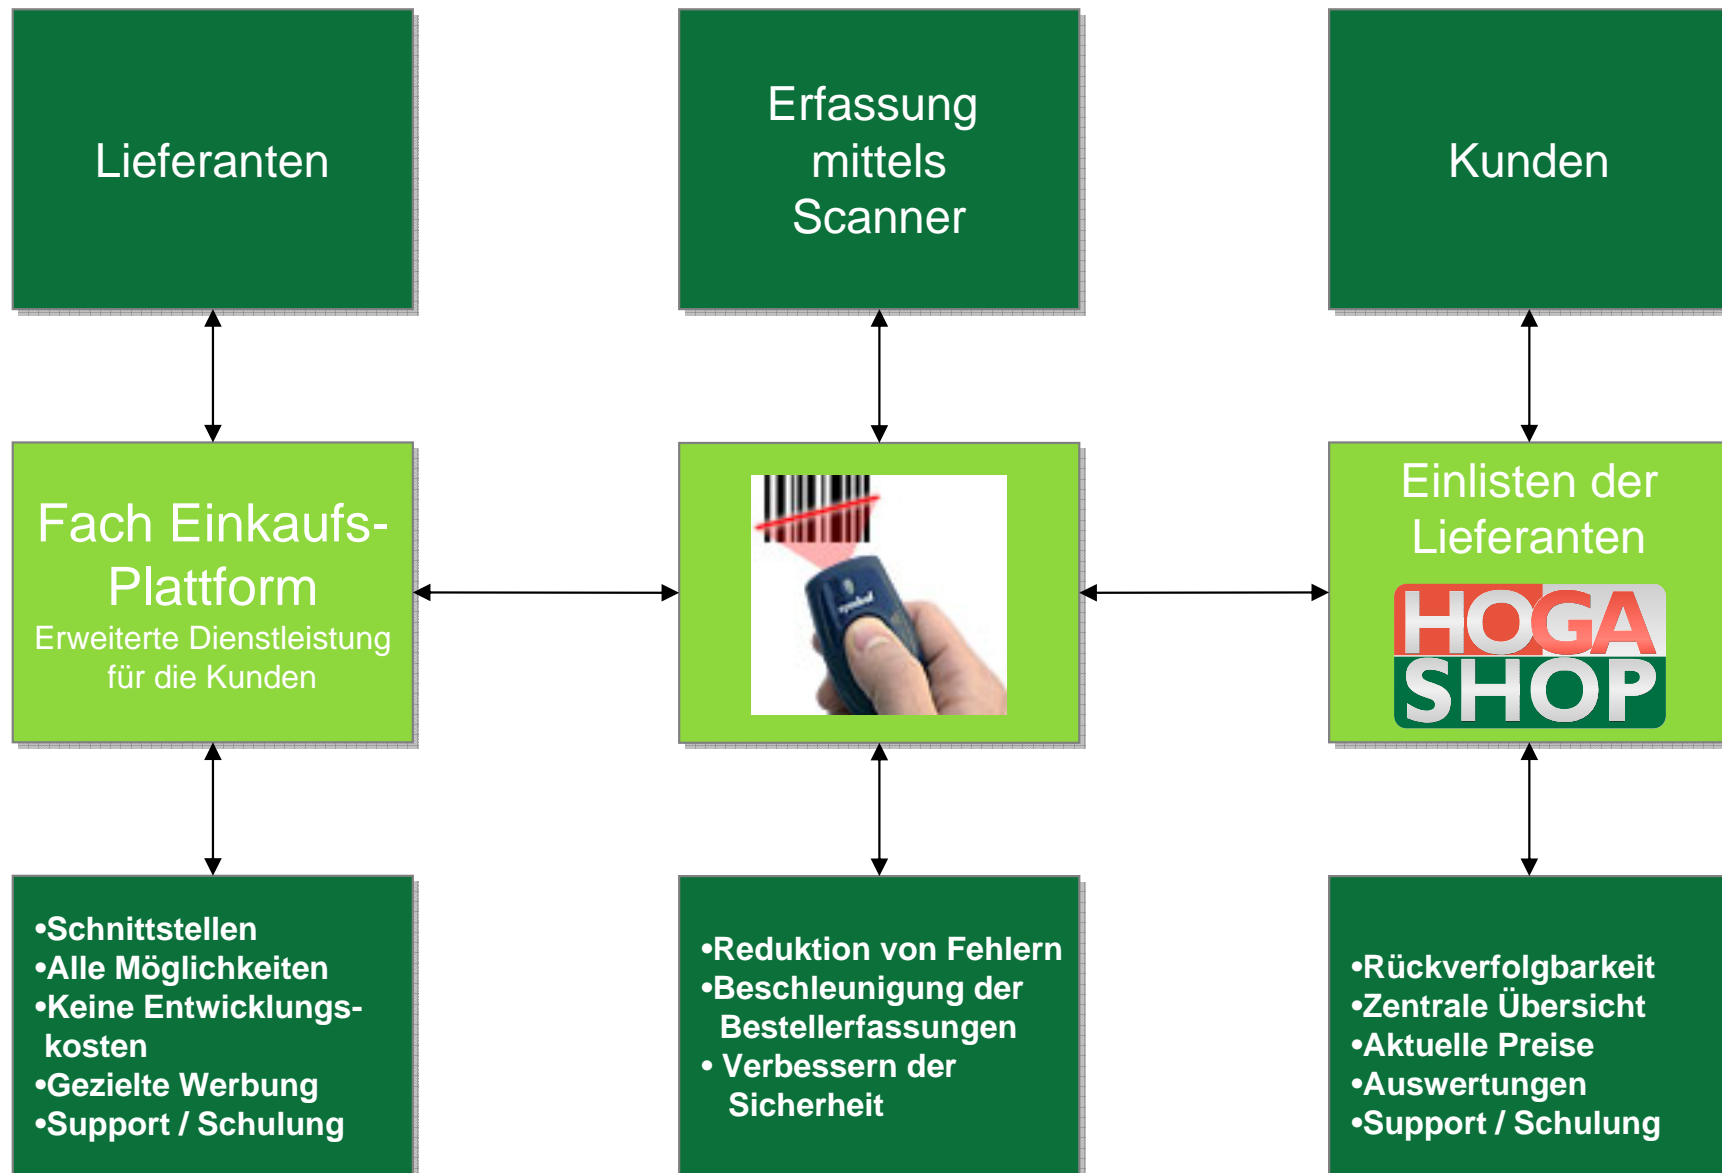 Lieferanten
Erfassung
mittels
Scanner
Kunden
Fach Einkaufs-
Plattform
Erweiterte Dienstleistung
für die Kunden
Einlisten der
Lieferanten
HOGA
SHOP
•Schnittstellen
•Alle Möglichkeiten
•Keine Entwicklungs-
kosten
•Gezielte Werbung
•Support / Schulung
•Reduktion von Fehlern
•Beschleunigung der
Bestellerfassungen
• Verbessern der
Sicherheit
•Rückverfolgbarkeit
•Zentrale Übersicht
•Aktuelle Preise
•Auswertungen
•Support / Schulung